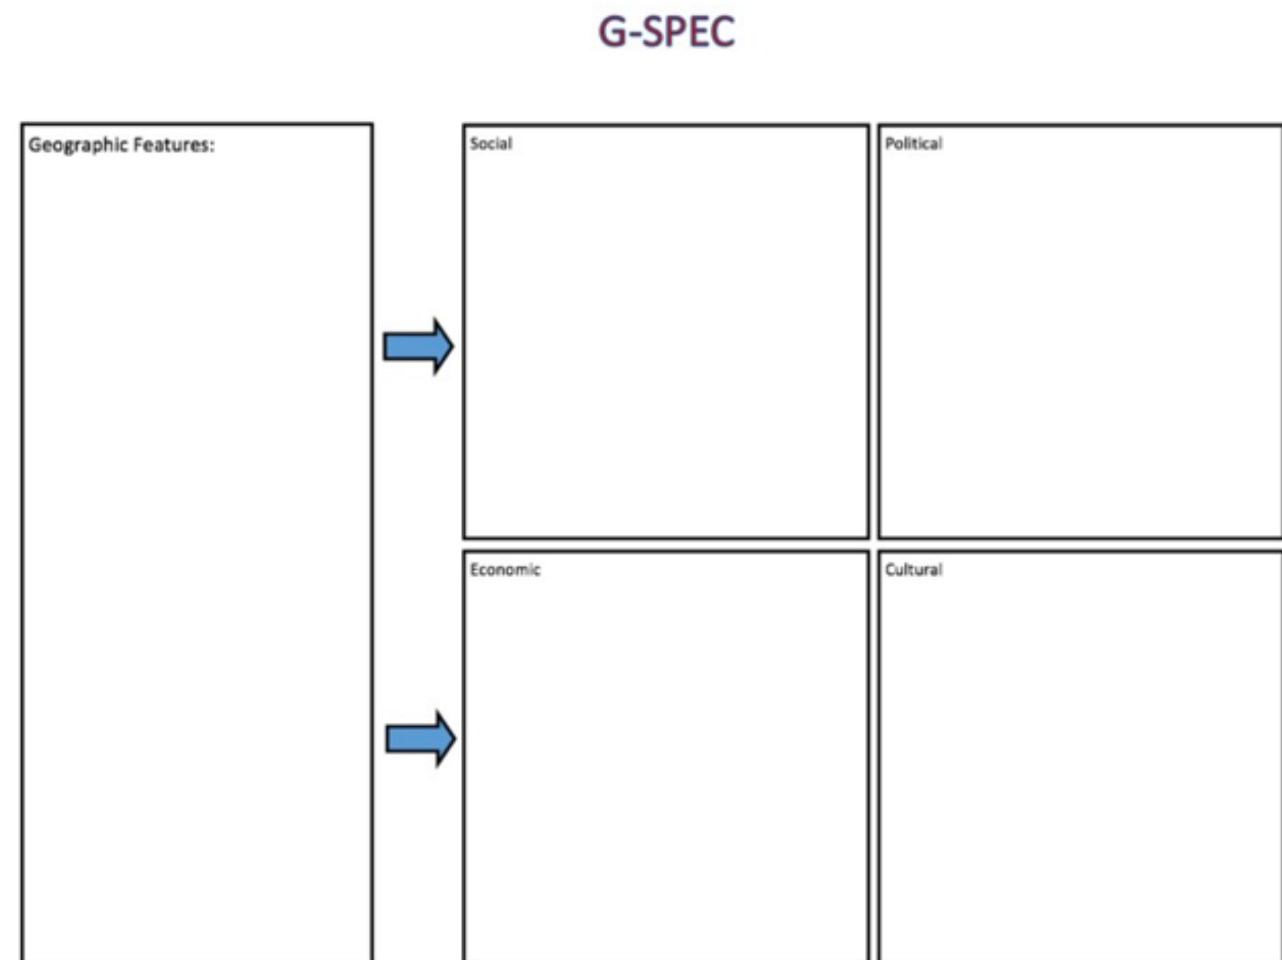 G-SPEC
Geographic Features:
Social
Political
Economic
Cultural